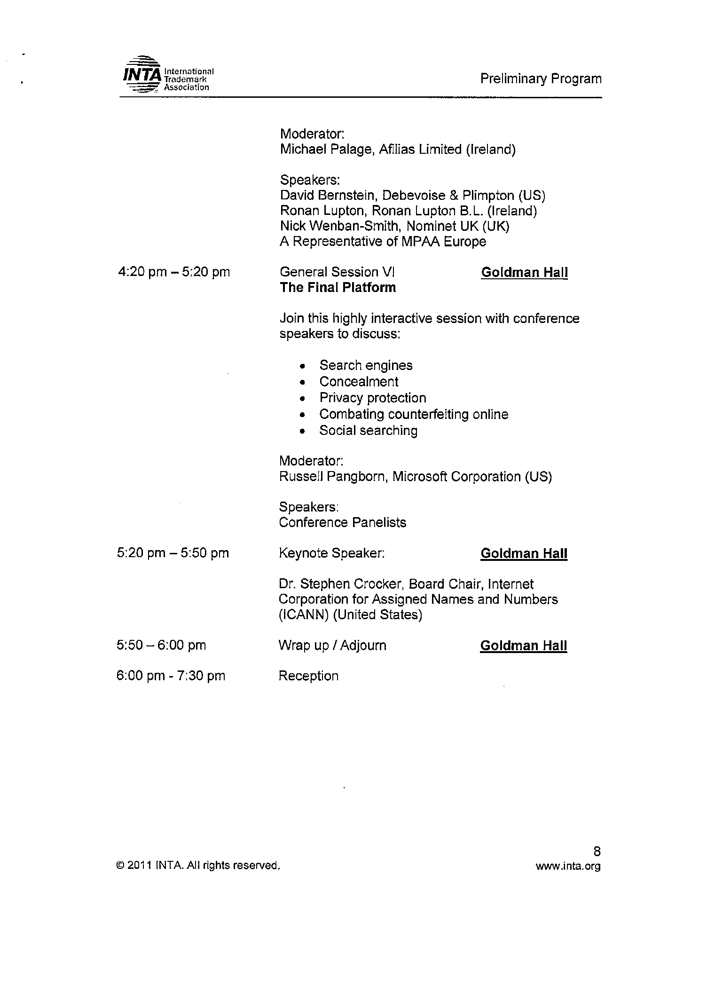 INTA International
Trademark
Association
Preliminary Program
Moderator:
Michael Palage, Afilias Limited (Ireland)
Speakers:
David Bernstein, Debevoise & Plimpton (US)
Ronan Lupton, Ronan Lupton B.L. (Ireland)
Nick Wenban-Smith, Nominet UK (UK)
A Representative of MPAA Europe
4:20 pm – 5:20 pm General Session VI Goldman Hall
The Final Platform
Join this highly interactive session with conference
speakers to discuss:
• Search engines
• Concealment
• Privacy protection
• Combating counterfeiting online
• Social searching
Moderator:
Russell Pangborn, Microsoft Corporation (US)
Speakers:
Conference Panelists
5:20 pm – 5:50 pm Keynote Speaker: Goldman Hall
Dr. Stephen Crocker, Board Chair, Internet
Corporation for Assigned Names and Numbers
(ICANN) (United States)
5:50 – 6:00 pm Wrap up / Adjourn Goldman Hall
6:00 pm - 7:30 pm Reception
8
© 2011 INTA. All rights reserved. www.inta.org